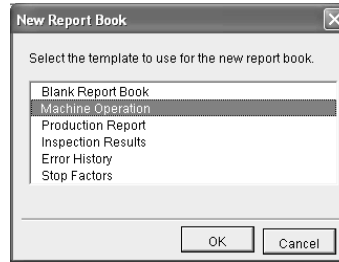 New Report Book
Select the template to use for the new report book.
Blank Report Book
Machine Operation
Production Report
Inspection Results
Error History
Stop Factors
OK
Cancel